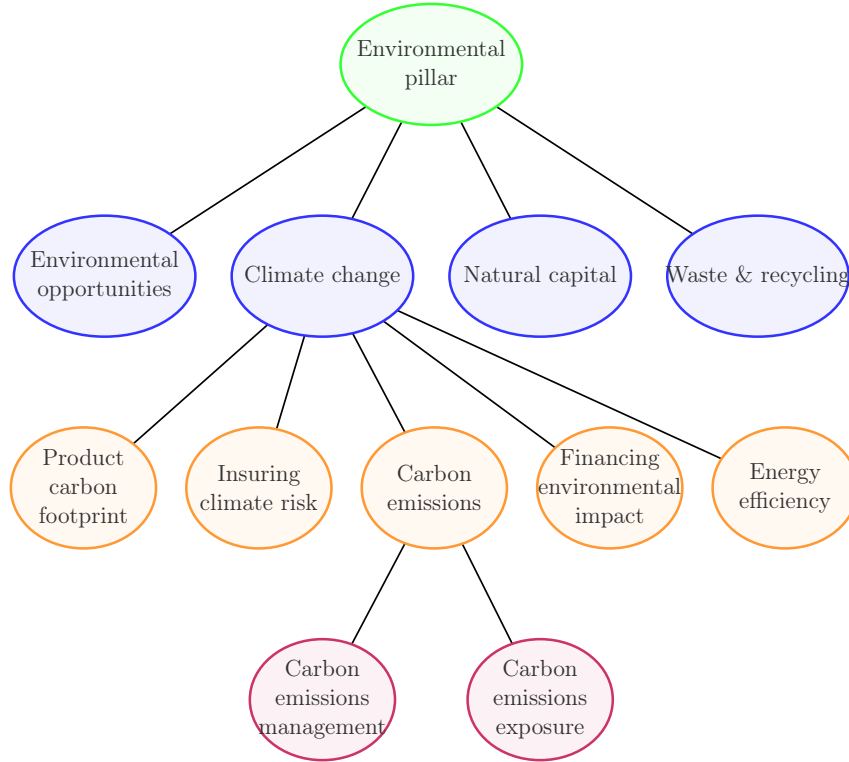 Environmental
pillar
Environmental
opportunities
Climate change
Natural capital
Waste & recycling
Product
carbon
footprint
Insuring
climate risk
Carbon
emissions
Financing
environmental
impact
Energy
efficiency
Carbon
emissions
management
Carbon
emissions
exposure